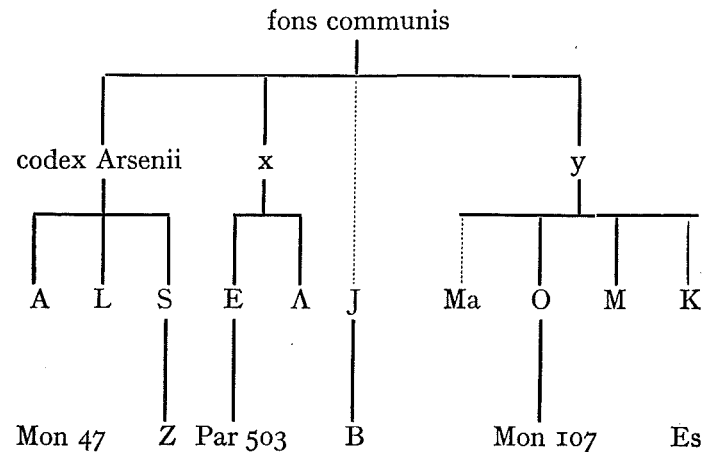 fons communis
codex Arsenii x y
A L S E Λ J Ma O M K
Mon 47 Z Par 503 B Mon 107 Es